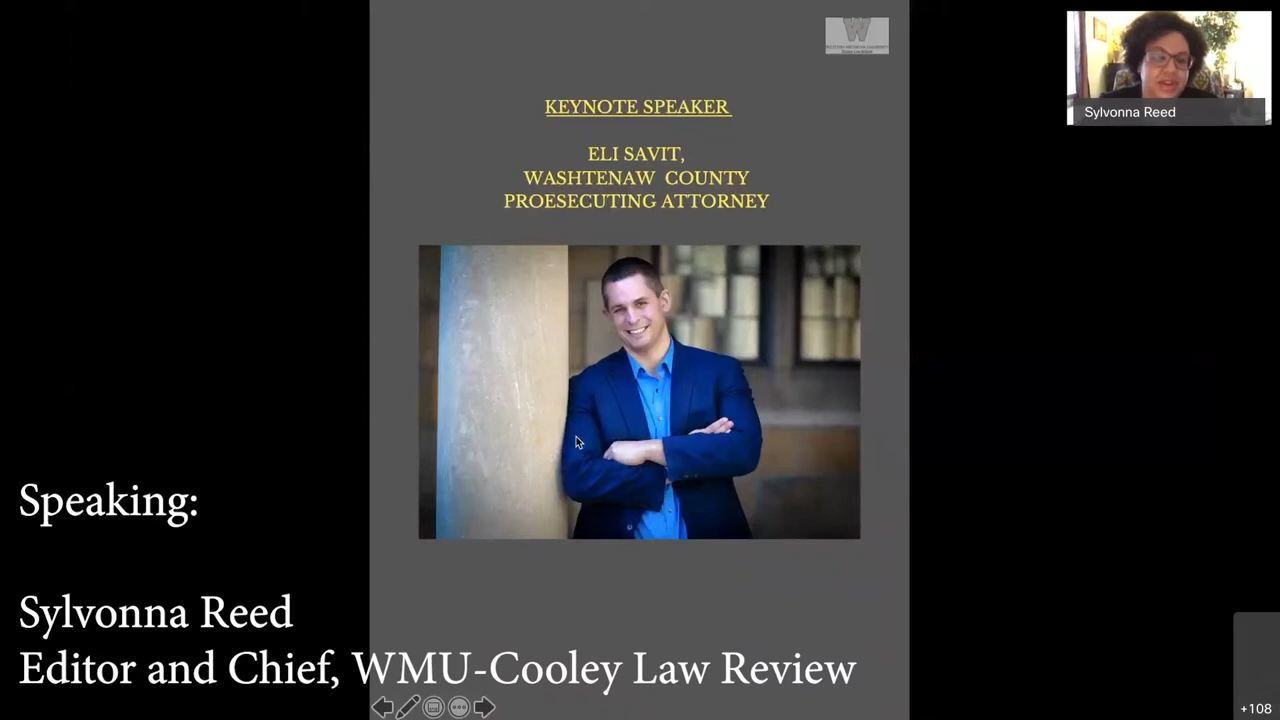 KEYNOTE SPEAKER
ELI SAVIT,
WASHTENAW COUNTY
PROESECUTING ATTORNEY
W
Sylvonna Reed
Speaking:
Sylvonna Reed
Editor and Chief, WMU-Cooley Law Review
+108